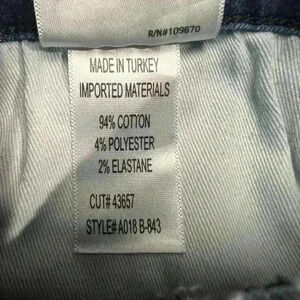 R/N#109670
MADE IN TURKEY
IMPORTED MATERIALS
94% COTTON
4% POLYESTER
2% ELASTANE
CUT# 43657
STYLE# A018 B-843